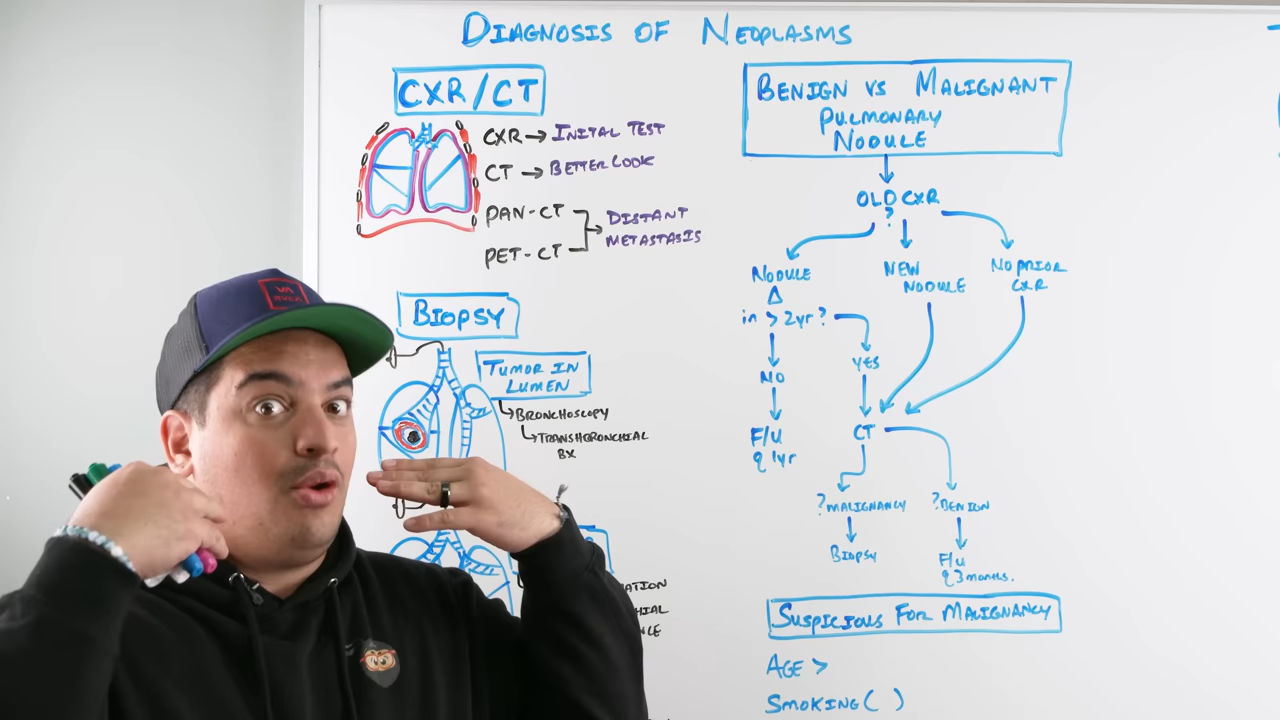 DIAGNOSIS OF NEOPLASMS
CXR/CT
CXR → INITAL TEST
CT → BETTER LOOK
PAN-CT
PET-CT
DISTANT
METASTASIS
BIOPSY
TUMOR IN
LUMEN
BRONCHOSCOPY
TRANSBRONCHIAL
BX
BENIGN VS MALIGNANT
PULMONARY
NODULE
OLD CXR
?
NODULE
Δ
in > 2yr?
NEW
NODULE
NO PRIOR
CXR
NO
YES
F/U
q 1yr
CT
?MALIGNANCY
?BENIGN
BIOPSY
F/U
q 3 months.
SUSPICIOUS FOR MALIGNANCY
AGE >
SMOKING( )